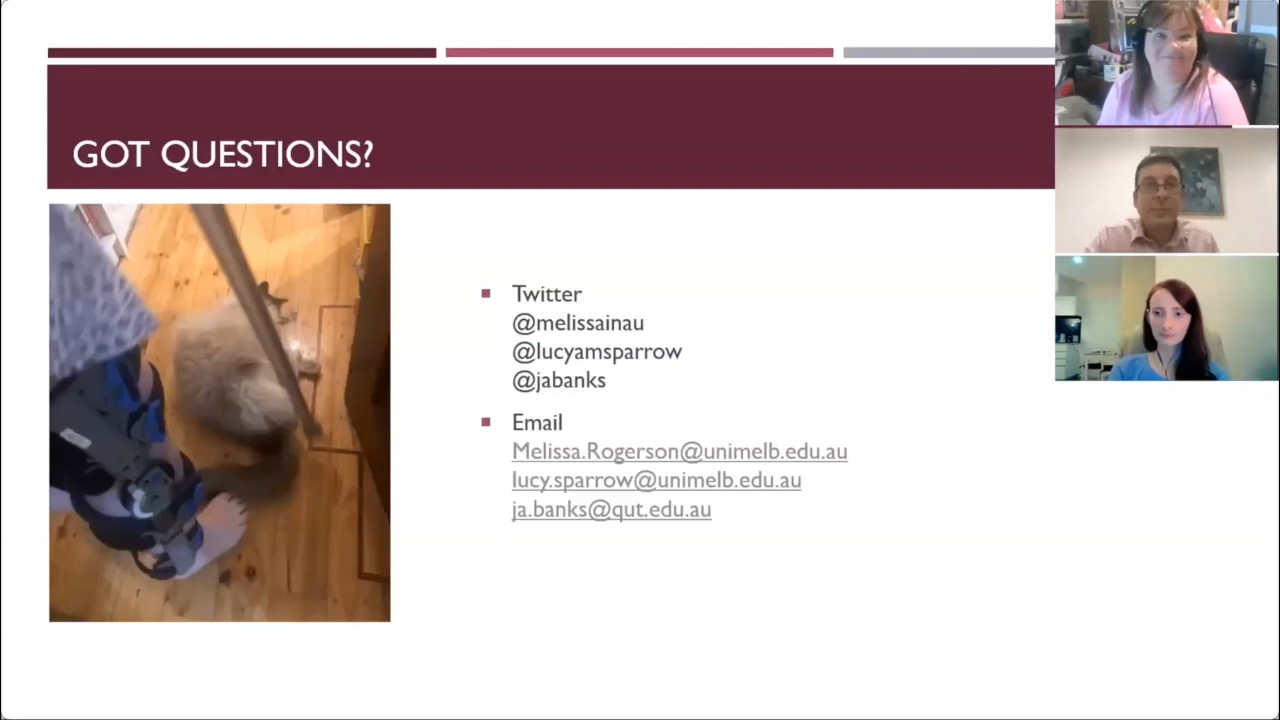 GOT QUESTIONS?
Twitter
@melissainau
@lucyamsparrow
@jabanks
Email
Melissa.Rogerson@unimelb.edu.au
lucy.sparrow@unimelb.edu.au
ja.banks@qut.edu.au